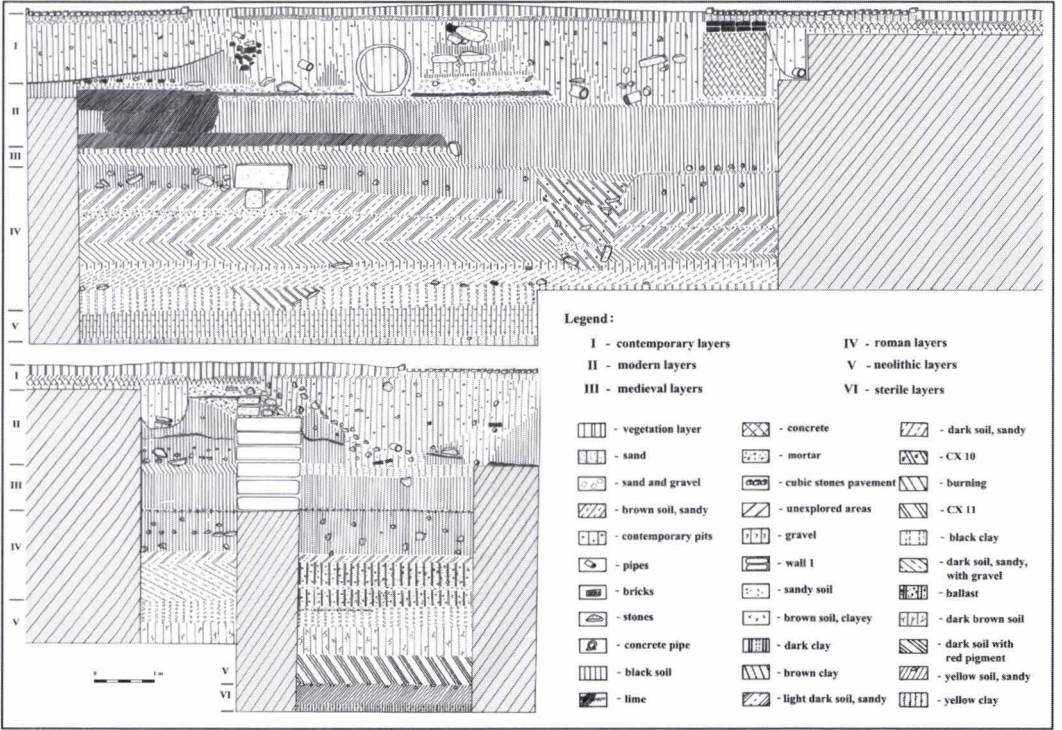 I
II
III
IV
V
I
II
III
IV
V
V
VI
0 1 m
Legend :
I - contemporary layers
II - modern layers
III - medieval layers
IV - roman layers
V - neolithic layers
VI - sterile layers
- vegetation layer
- sand
- sand and gravel
- brown soil, sandy
- contemporary pits
- pipes
- bricks
- stones
- concrete pipe
- black soil
- lime
- concrete
- mortar
- cubic stones pavement
- unexplored areas
- gravel
- wall 1
- sandy soil
- brown soil, clayey
- dark clay
- brown clay
- light dark soil, sandy
- dark soil, sandy
- CX 10
- burning
- CX 11
- black clay
- dark soil, sandy,
with gravel
- ballast
- dark brown soil
- dark soil with
red pigment
- yellow soil, sandy
- yellow clay